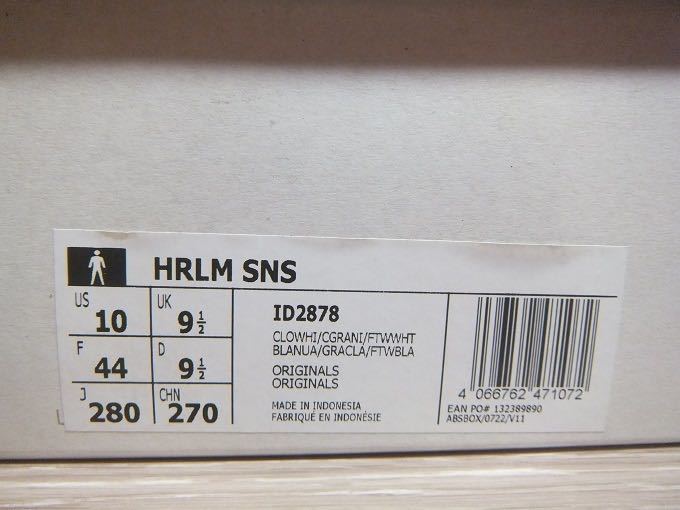 HRLM SNS
US 10 UK 9 1/2
F 44 D 9 1/2
J 280 CHN 270
ID2878
CLOWHI/CGRANI/FTWWHT
BLANUA/GRACLA/FTWBLA
ORIGINALS
ORIGINALS
MADE IN INDONESIA
FABRIQUÉ EN INDONÉSIE
4 066762 471072
EAN PO# 132389890
ABSBOX/0722/V11